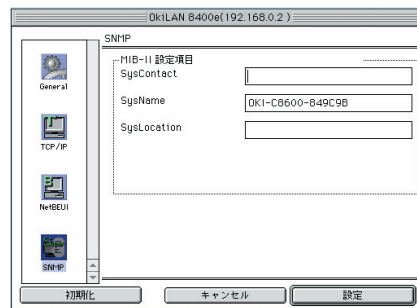 OkiLAN 8400e(192.168.0.2)
SNMP
MIB-II 設定項目
SysContact
SysName
OKI-C8600-849C9B
SysLocation
General
TCP/IP
NetBEUI
SNMP
初期化
キャンセル
設定